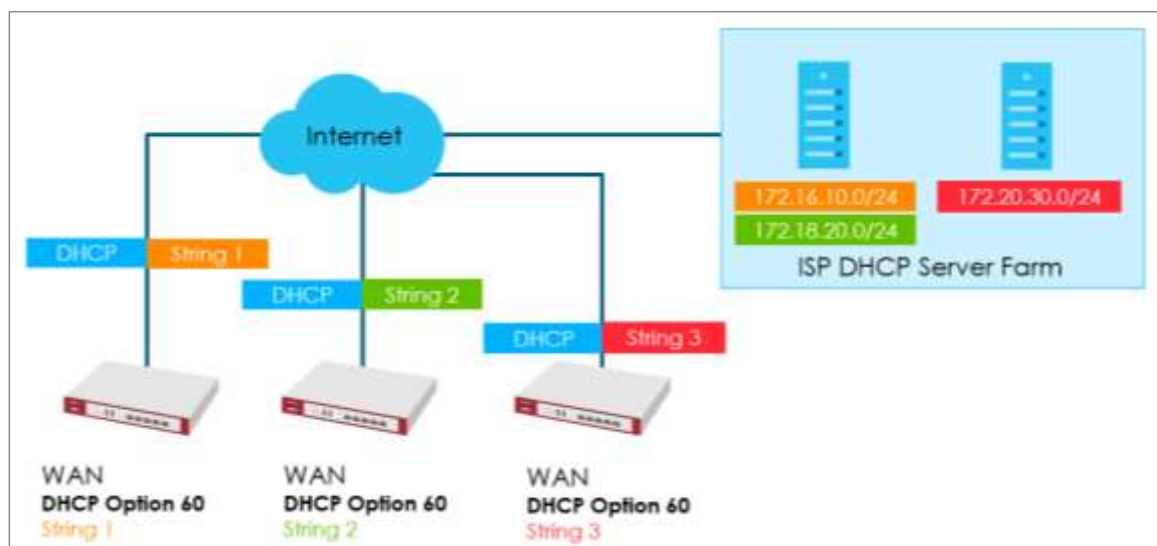 Internet
172.16.10.0/24
172.20.30.0/24
172.18.20.0/24
ISP DHCP Server Farm
DHCP String 1
DHCP String 2
DHCP String 3
WAN
DHCP Option 60
String 1
WAN
DHCP Option 60
String 2
WAN
DHCP Option 60
String 3